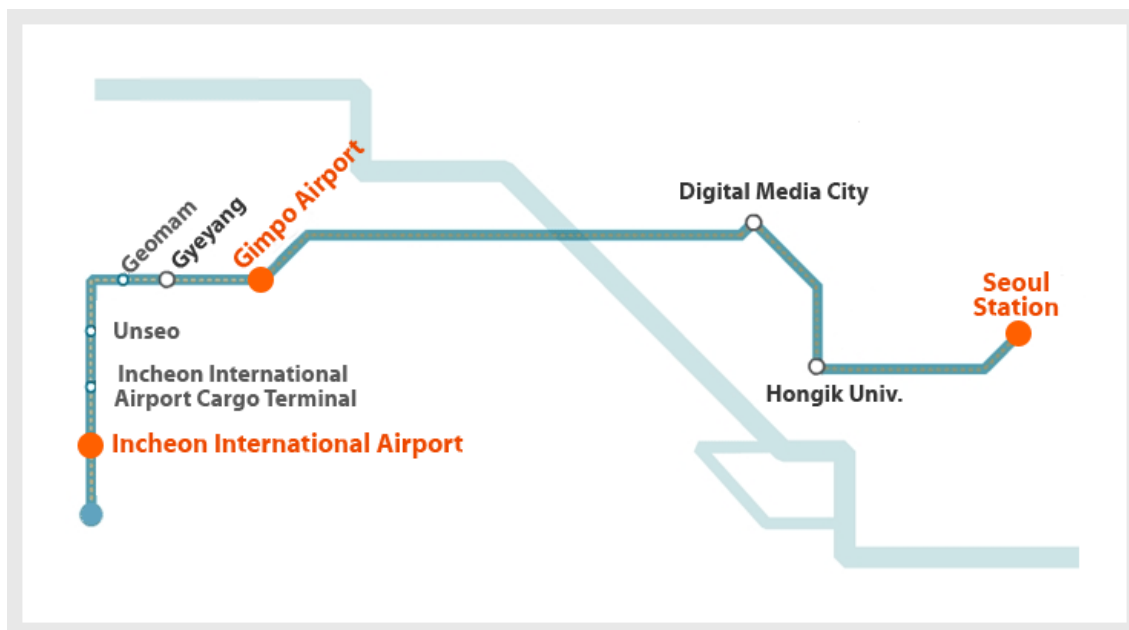 Geomam
Gyeyang
Gimpo Airport
Digital Media City
Seoul
Station
Unseo
Incheon International
Airport Cargo Terminal
Hongik Univ.
Incheon International Airport